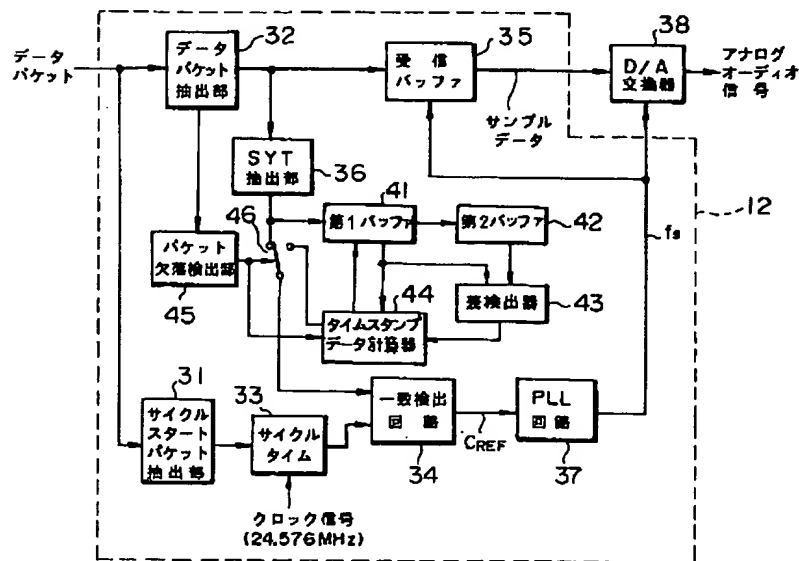 データ
パケット
データ
パケット
抽出部
32
受信
バッファ
35
38
D/A
交換器
アナログ
オーディオ
信号
サンプル
データ
SYT
抽出部
36
46
41
第1バッファ
第2バッファ
42
12
fs
パケット
欠落検出部
45
44
タイムスタンプ
データ計算器
差検出器
43
31
サイクル
スタート
パケット
抽出部
33
サイクル
タイム
一致検出
回路
34
CREF
PLL
回路
37
クロック信号
(24.576MHz)